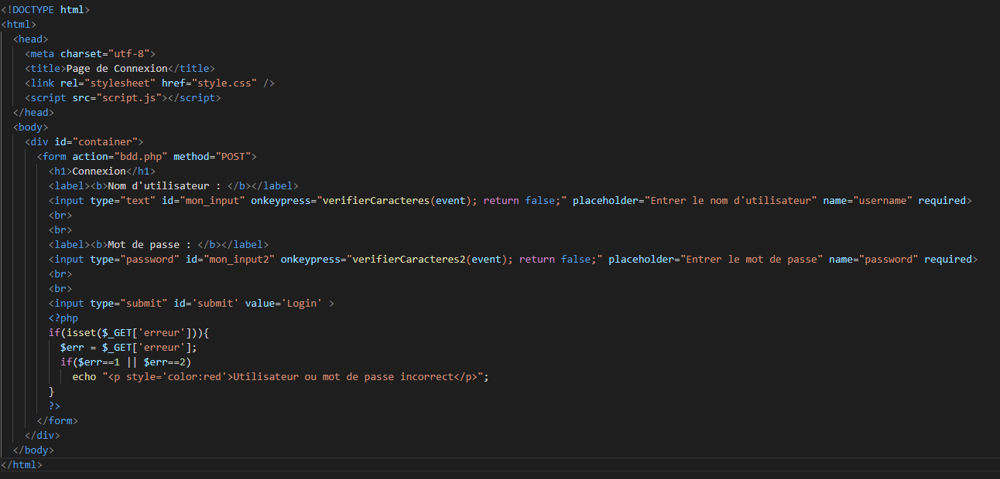 <!DOCTYPE html>
<html>
<head>
<meta charset="utf-8">
<title>Page de Connexion</title>
<link rel="stylesheet" href="style.css" />
<script src="script.js"></script>
</head>
<body>
<div id="container">
<form action="bdd.php" method="POST">
<h1>Connexion</h1>
<label><b>Nom d'utilisateur : </b></label>
<input type="text" id="mon_input" onkeypress="verifierCaracteres(event); return false;" placeholder="Entrer le nom d'utilisateur" name="username" required>
<br>
<br>
<label><b>Mot de passe : </b></label>
<input type="password" id="mon_input2" onkeypress="verifierCaracteres2(event); return false;" placeholder="Entrer le mot de passe" name="password" required>
<br>
<br>
<input type="submit" id='submit' value='Login' >
<?php
if(isset($_GET['erreur'])){
$err = $_GET['erreur'];
if($err==1 || $err==2)
echo "<p style='color:red'>Utilisateur ou mot de passe incorrect</p>";
}
?>
</form>
</div>
</body>
</html>